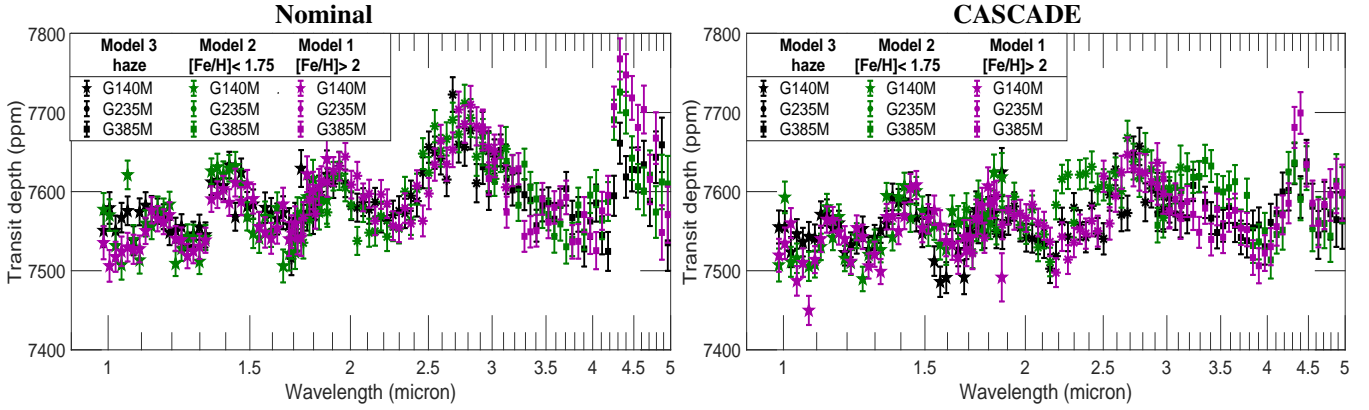 Nominal
Model 3 Model 2 Model 1
haze [Fe/H]< 1.75 [Fe/H]> 2
G140M G140M G140M
G235M G235M G235M
G385M G385M G385M
7800
7700
7600
7500
7400
Transit depth (ppm)
1 1.5 2 2.5 3 3.5 4 4.5 5
Wavelength (micron)
CASCADE
Model 3 Model 2 Model 1
haze [Fe/H]< 1.75 [Fe/H]> 2
G140M G140M G140M
G235M G235M G235M
G385M G385M G385M
7800
7700
7600
7500
7400
Transit depth (ppm)
1 1.5 2 2.5 3 3.5 4 4.5 5
Wavelength (micron)